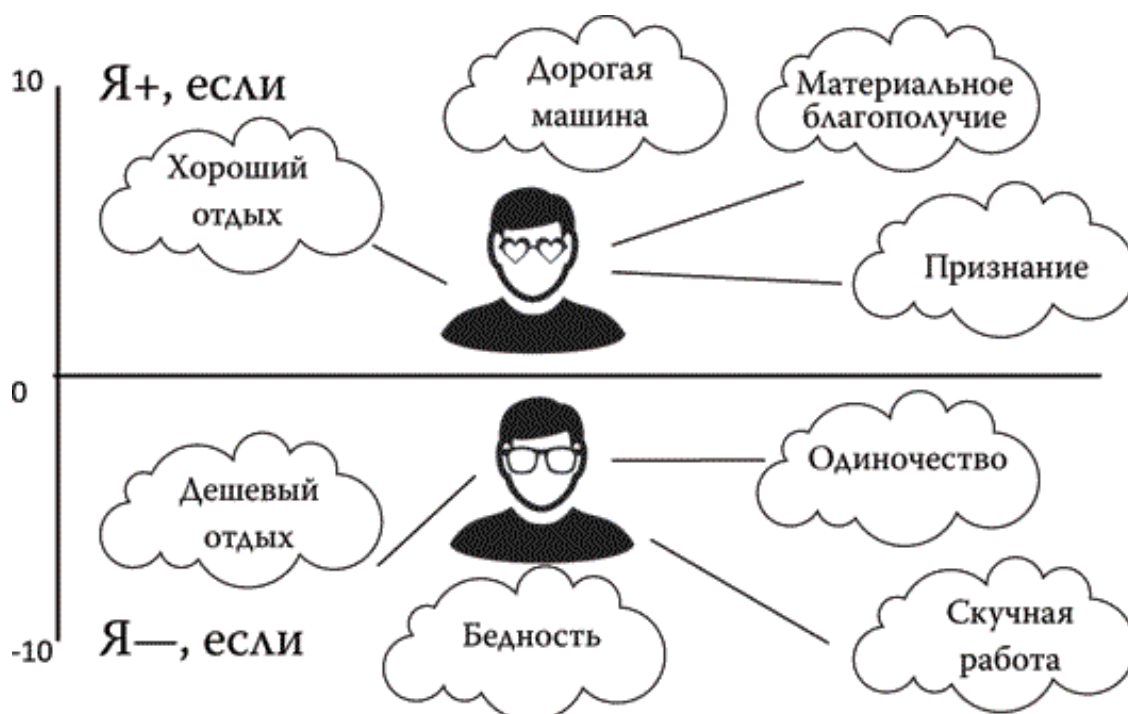 10
Я+, если
Хороший
отдых
Дорогая
машина
Материальное
благополучие
Признание
0
Дешевый
отдых
Одиночество
Бедность
Скучная
работа
Я—, если
-10